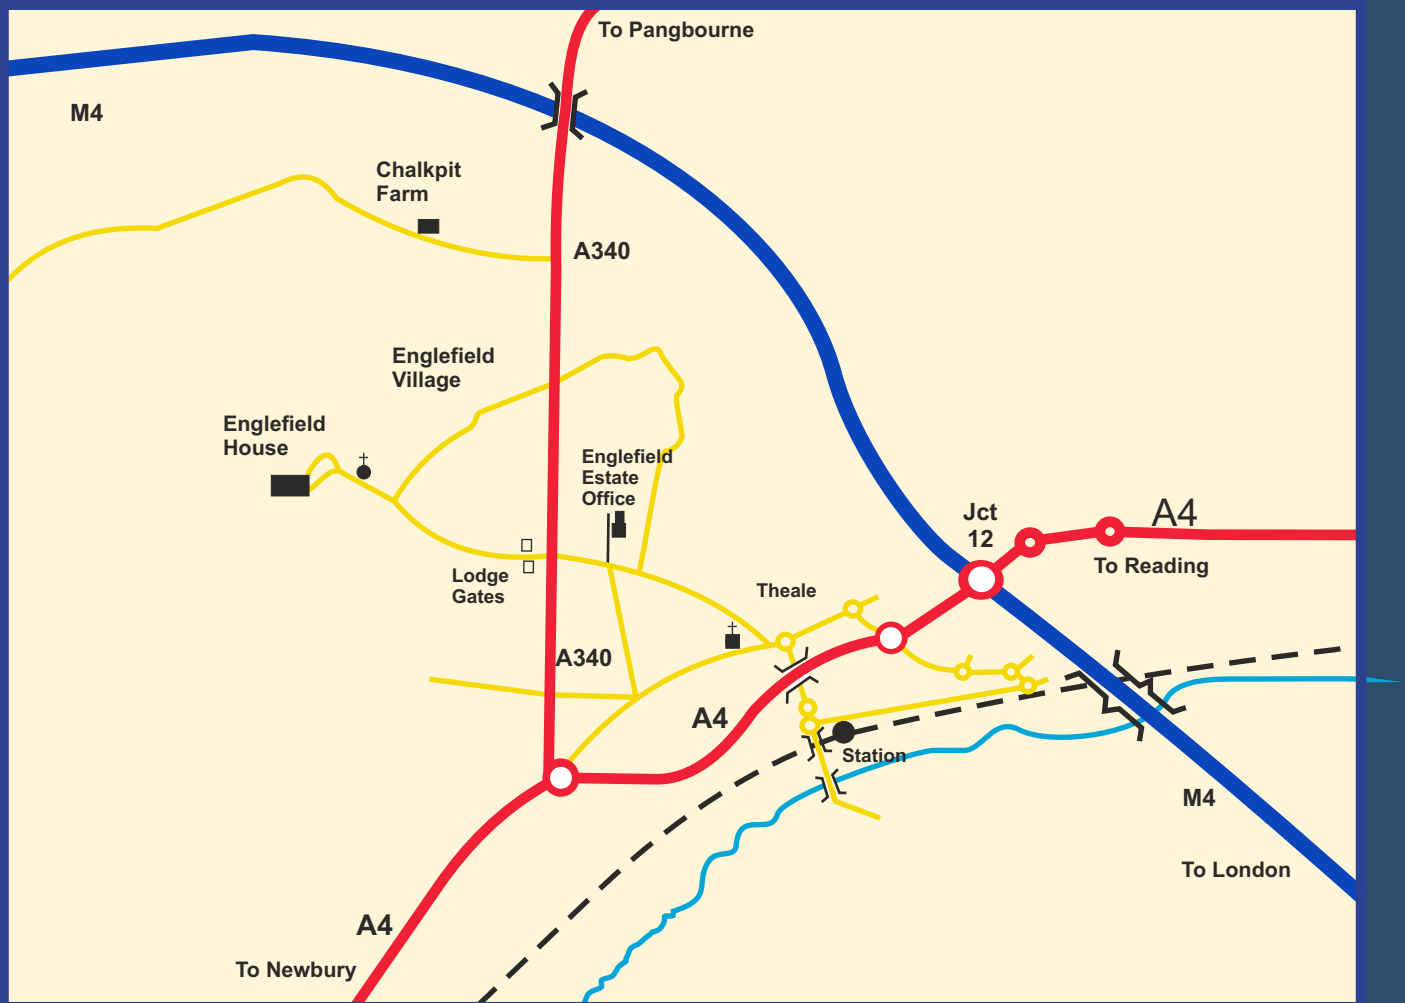 To Pangbourne
M4
Chalkpit
Farm
A340
Englefield
Village
Englefield
House
Englefield
Estate
Office
Jct
12
A4
To Reading
Lodge
Gates
Theale
A340
A4
Station
M4
To London
A4
To Newbury